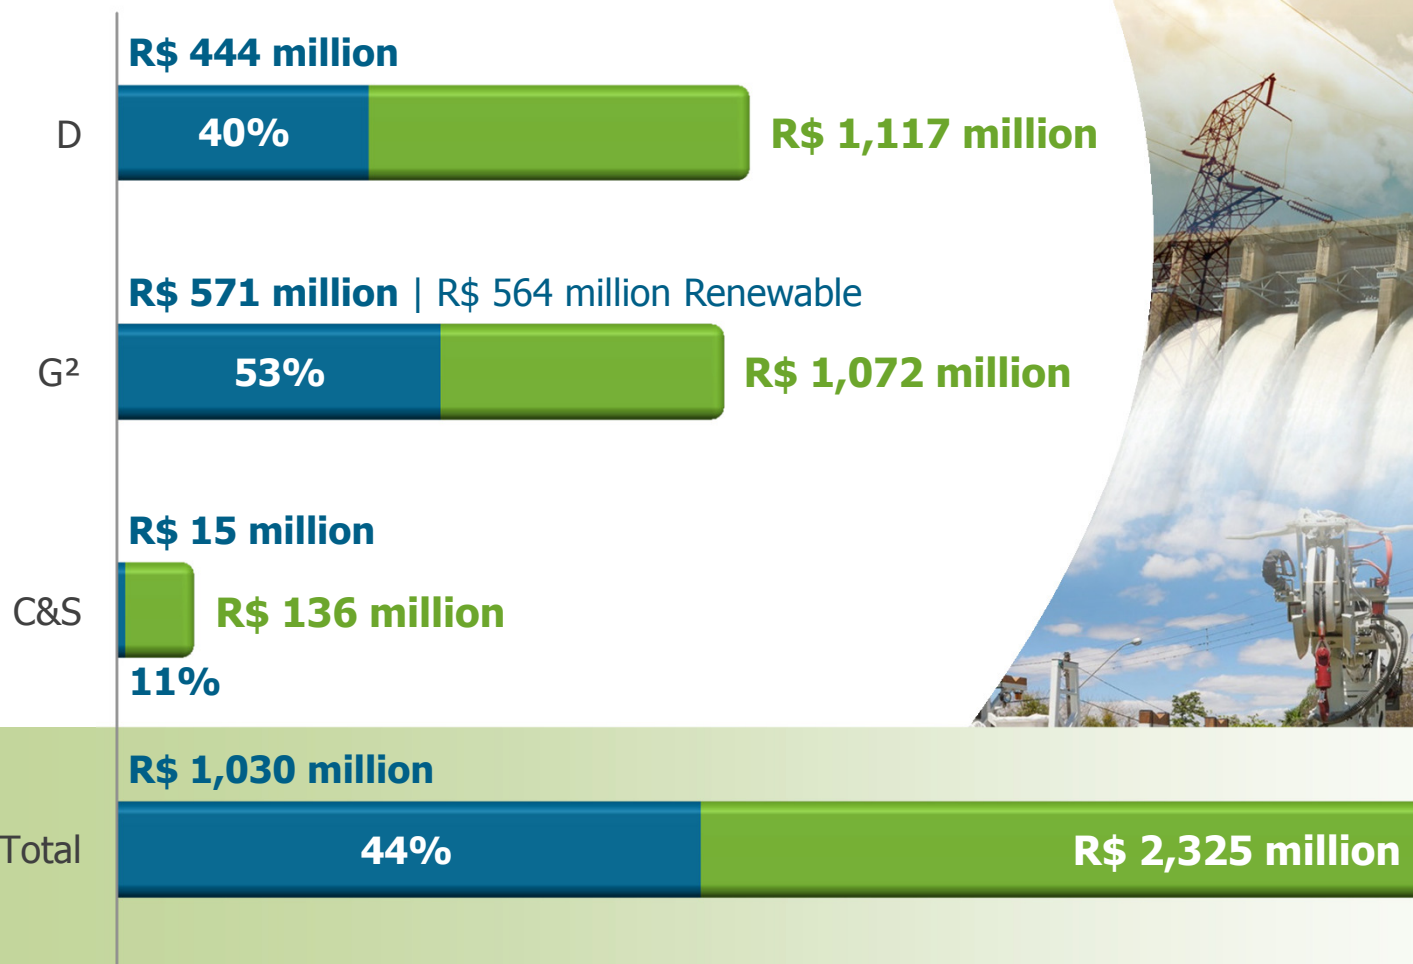 R$ 444 million
D
40%
R$ 1,117 million
R$ 571 million | R$ 564 million Renewable
G²
53%
R$ 1,072 million
R$ 15 million
C&S
R$ 136 million
11%
R$ 1,030 million
Total
44%
R$ 2,325 million